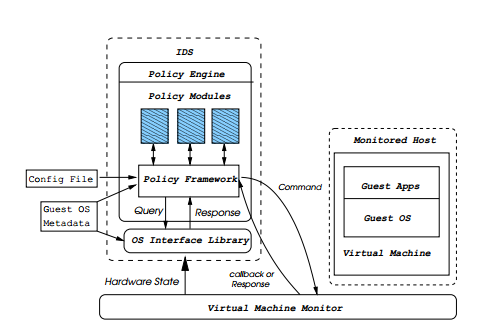 IDS
Policy Engine
Policy Modules
Config File
Policy Framework
Guest OS
Metadata
Query
Response
OS Interface Library
Command
Monitored Host
Guest Apps
Guest OS
Virtual Machine
Hardware State
callback or
Response
Virtual Machine Monitor